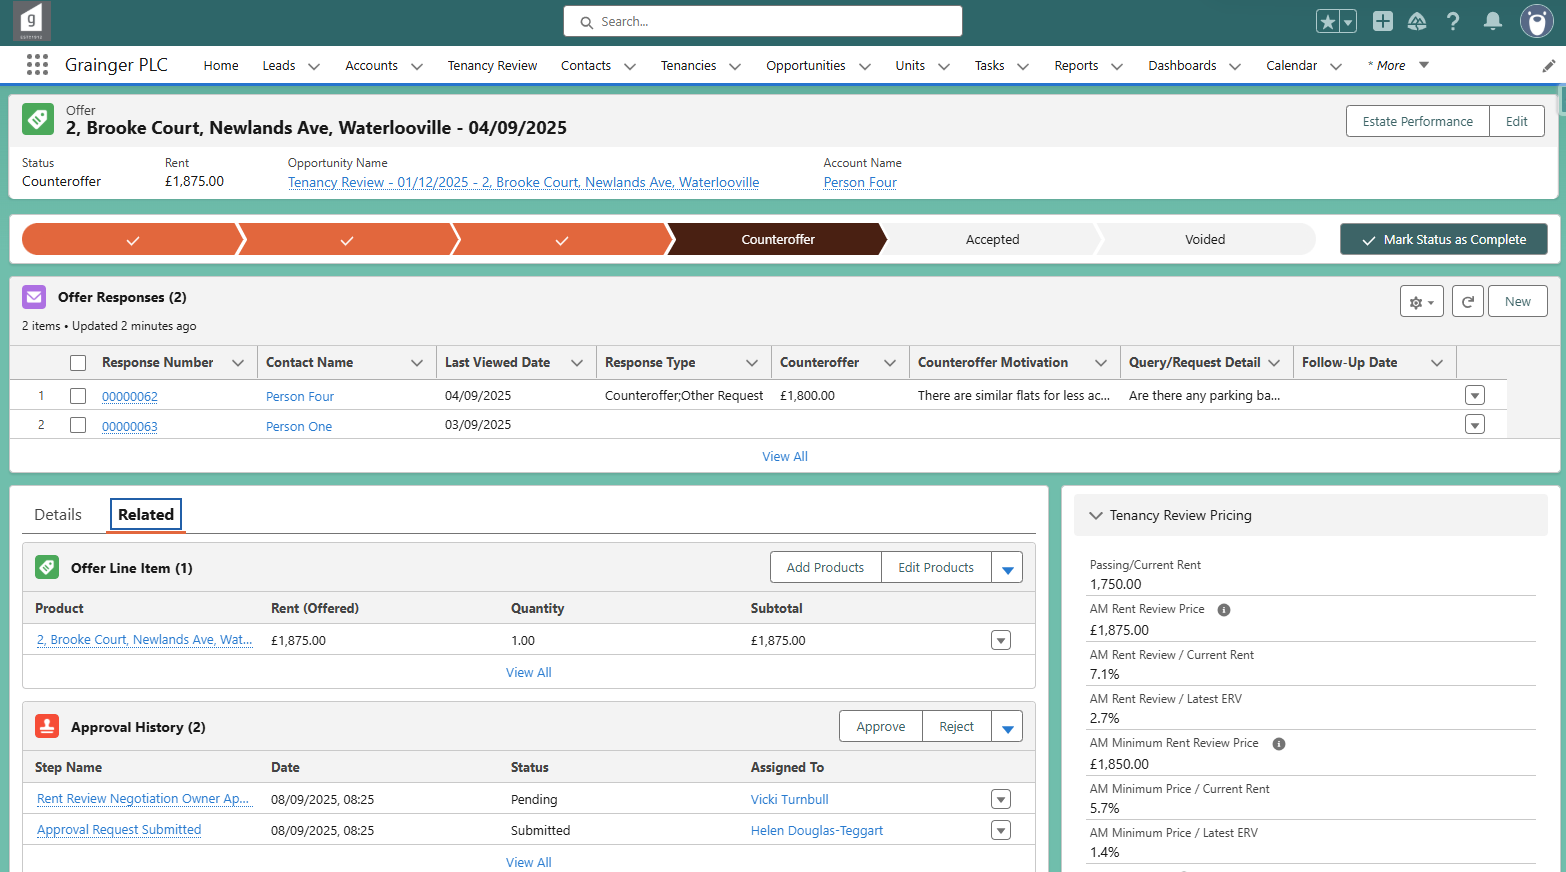 g
Search...
Grainger PLC
Home
Leads
Accounts
Tenancy Review
Contacts
Tenancies
Opportunities
Units
Tasks
Reports
Dashboards
Calendar
* More
Offer
2, Brooke Court, Newlands Ave, Waterlooville - 04/09/2025
Estate Performance
Edit
Status
Rent
Opportunity Name
Account Name
Counteroffer
£1,875.00
Tenancy Review - 01/12/2025 - 2, Brooke Court, Newlands Ave, Waterlooville
Person Four
Counteroffer
Accepted
Voided
Mark Status as Complete
Offer Responses (2)
New
2 items • Updated 2 minutes ago
Response Number
Contact Name
Last Viewed Date
Response Type
Counteroffer
Counteroffer Motivation
Query/Request Detail
Follow-Up Date
1
00000062
Person Four
04/09/2025
Counteroffer;Other Request
£1,800.00
There are similar flats for less ac...
Are there any parking ba...
2
00000063
Person One
03/09/2025
View All
Details
Related
Offer Line Item (1)
Add Products
Edit Products
Product
Rent (Offered)
Quantity
Subtotal
2, Brooke Court, Newlands Ave, Wat...
£1,875.00
1.00
£1,875.00
View All
Approval History (2)
Approve
Reject
Step Name
Date
Status
Assigned To
Rent Review Negotiation Owner Ap...
08/09/2025, 08:25
Pending
Vicki Turnbull
Approval Request Submitted
08/09/2025, 08:25
Submitted
Helen Douglas-Teggart
View All
Tenancy Review Pricing
Passing/Current Rent
1,750.00
AM Rent Review Price
£1,875.00
AM Rent Review / Current Rent
7.1%
AM Rent Review / Latest ERV
2.7%
AM Minimum Rent Review Price
£1,850.00
AM Minimum Price / Current Rent
5.7%
AM Minimum Price / Latest ERV
1.4%